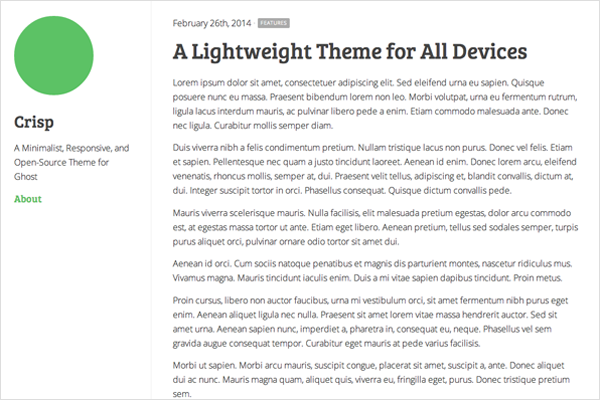 Crisp
A Minimalist, Responsive, and
Open-Source Theme for
Ghost
About
February 26th, 2014 · FEATURES
A Lightweight Theme for All Devices
Lorem ipsum dolor sit amet, consectetuer adipiscing elit. Sed eleifend urna eu sapien. Quisque
posuere nunc eu massa. Praesent bibendum lorem non leo. Morbi volutpat, urna eu fermentum rutrum,
ligula lacus interdum mauris, ac pulvinar libero pede a enim. Etiam commodo malesuada ante. Donec
nec ligula. Curabitur mollis semper diam.
Duis viverra nibh a felis condimentum pretium. Nullam tristique lacus non purus. Donec vel felis. Etiam
et sapien. Pellentesque nec quam a justo tincidunt laoreet. Aenean id enim. Donec lorem arcu, eleifend
venenatis, rhoncus mollis, semper at, dui. Praesent velit tellus, adipiscing et, blandit convallis, dictum at,
dui. Integer suscipit tortor in orci. Phasellus consequat. Quisque dictum convallis pede.
Mauris viverra scelerisque mauris. Nulla facilisis, elit malesuada pretium egestas, dolor arcu commodo
est, at egestas massa tortor ut ante. Etiam eget libero. Aenean pretium, tellus sed sodales semper, turpis
purus aliquet orci, pulvinar ornare odio tortor sit amet dui.
Aenean id orci. Cum sociis natoque penatibus et magnis dis parturient montes, nascetur ridiculus mus.
Vivamus magna. Mauris tincidunt iaculis enim. Duis a mi vitae sapien dapibus tincidunt. Proin metus.
Proin cursus, libero non auctor faucibus, urna mi vestibulum orci, sit amet fermentum nibh purus eget
enim. Aenean aliquet ligula nec nulla. Praesent sit amet lorem vitae massa hendrerit auctor. Sed sit
amet urna. Aenean sapien nunc, imperdiet a, pharetra in, consequat eu, neque. Phasellus vel sem
gravida augue consequat tempor. Curabitur eget mauris at pede varius facilisis.
Morbi ut sapien. Morbi arcu mauris, suscipit congue, placerat sit amet, suscipit a, ante. Donec aliquet
dui ac nunc. Mauris magna quam, aliquet quis, viverra eu, fringilla eget, purus. Donec tristique pretium
sem.